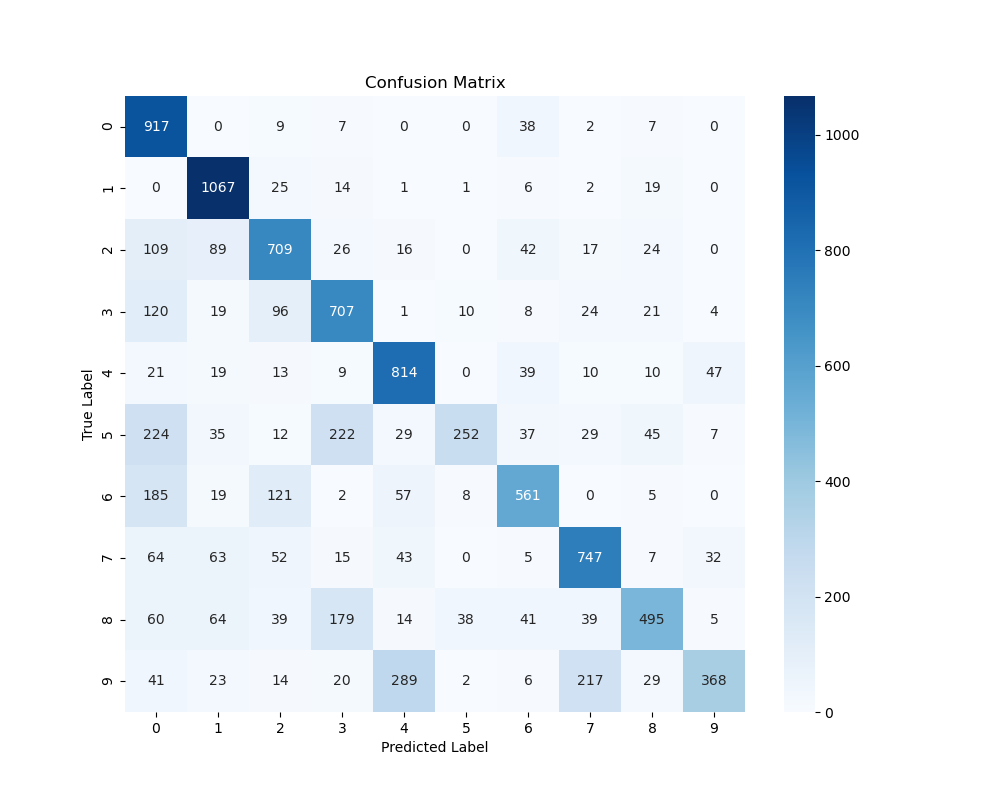 Confusion Matrix
0 917 0 9 7 0 0 38 2 7 0
1 0 1067 25 14 1 1 6 2 19 0
2 109 89 709 26 16 0 42 17 24 0
3 120 19 96 707 1 10 8 24 21 4
4 21 19 13 9 814 0 39 10 10 47
5 224 35 12 222 29 252 37 29 45 7
6 185 19 121 2 57 8 561 0 5 0
7 64 63 52 15 43 0 5 747 7 32
8 60 64 39 179 14 38 41 39 495 5
9 41 23 14 20 289 2 6 217 29 368
0 1 2 3 4 5 6 7 8 9
Predicted Label
True Label
1000
800
600
400
200
0